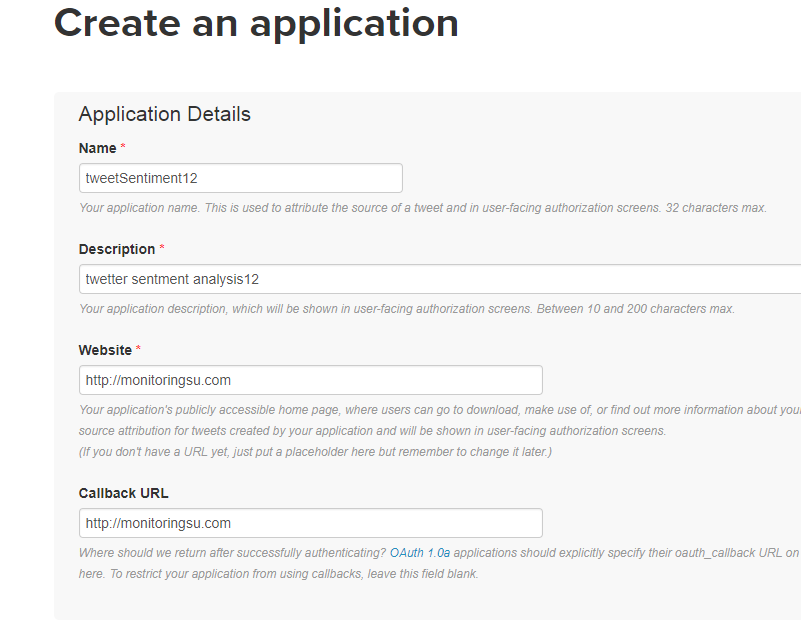 Create an application
Application Details
Name *
tweetSentiment12
Your application name. This is used to attribute the source of a tweet and in user-facing authorization screens. 32 characters max.
Description *
twetter sentment analysis12
Your application description, which will be shown in user-facing authorization screens. Between 10 and 200 characters max.
Website *
http://monitoringsu.com
Your application's publicly accessible home page, where users can go to download, make use of, or find out more information about your
source attribution for tweets created by your application and will be shown in user-facing authorization screens.
(If you don't have a URL yet, just put a placeholder here but remember to change it later.)
Callback URL
http://monitoringsu.com
Where should we return after successfully authenticating? OAuth 1.0a applications should explicitly specify their oauth_callback URL on
here. To restrict your application from using callbacks, leave this field blank.